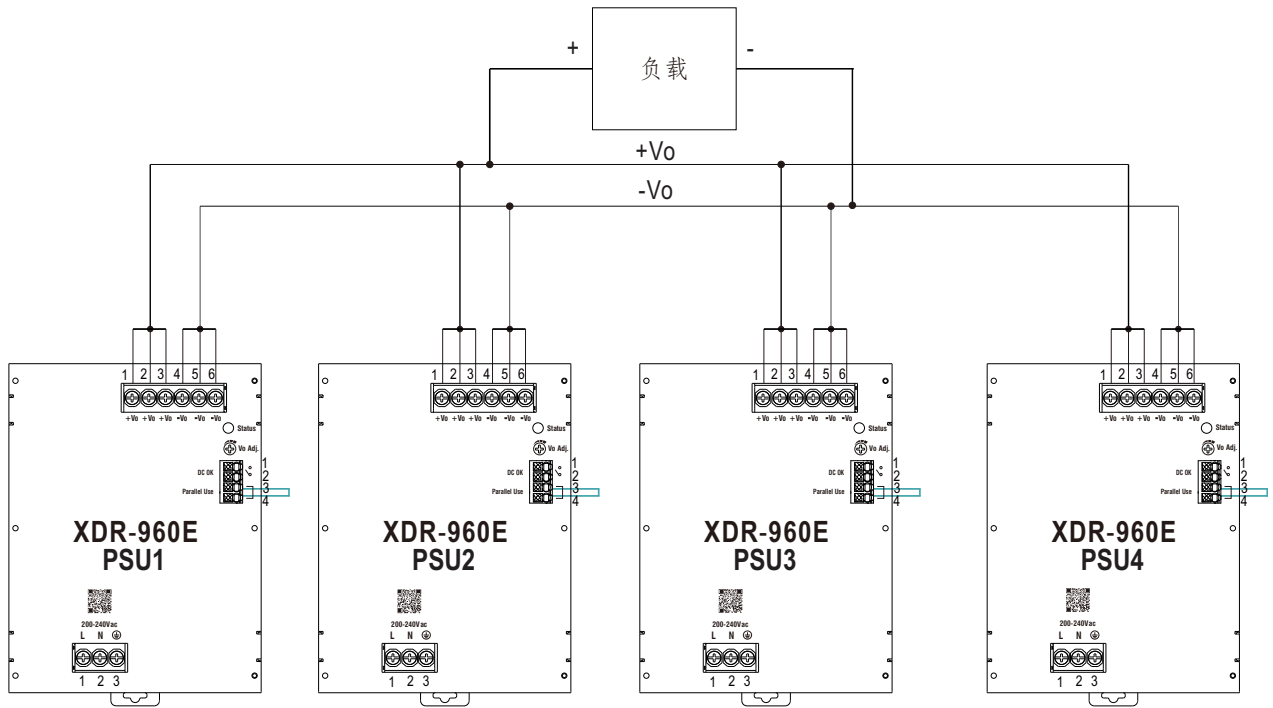 + 负载 -
+Vo
-Vo
1 2 3 4 5 6
+Vo +Vo +Vo -Vo -Vo -Vo
Status
Vo Adj.
DC OK
1
2
3
4
Parallel Use
XDR-960E
PSU1
200-240Vac
L N
1 2 3
1 2 3 4 5 6
+Vo +Vo +Vo -Vo -Vo -Vo
Status
Vo Adj.
DC OK
1
2
3
4
Parallel Use
XDR-960E
PSU2
200-240Vac
L N
1 2 3
1 2 3 4 5 6
+Vo +Vo +Vo -Vo -Vo -Vo
Status
Vo Adj.
DC OK
1
2
3
4
Parallel Use
XDR-960E
PSU3
200-240Vac
L N
1 2 3
1 2 3 4 5 6
+Vo +Vo +Vo -Vo -Vo -Vo
Status
Vo Adj.
DC OK
1
2
3
4
Parallel Use
XDR-960E
PSU4
200-240Vac
L N
1 2 3